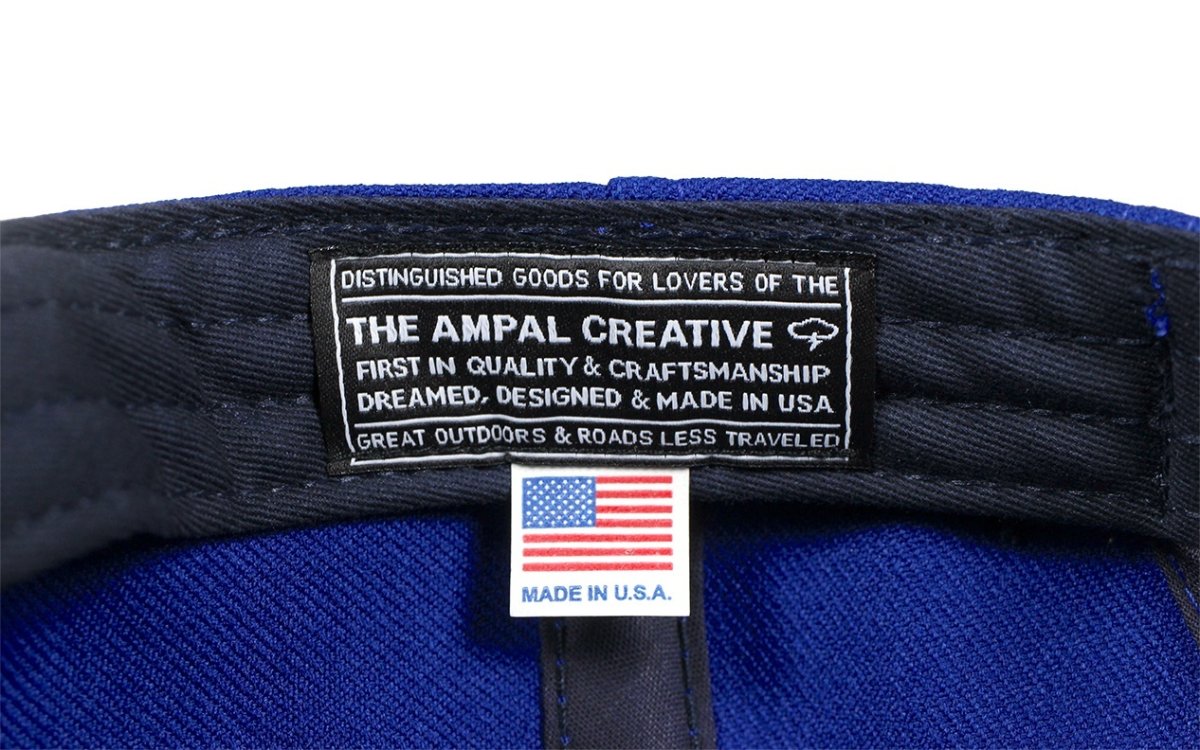 DISTINGUISHED GOODS FOR LOVERS OF THE
THE AMPAL CREATIVE
FIRST IN QUALITY & CRAFTSMANSHIP
DREAMED, DESIGNED & MADE IN USA
GREAT OUTDOORS & ROADS LESS TRAVELED
MADE IN U.S.A.